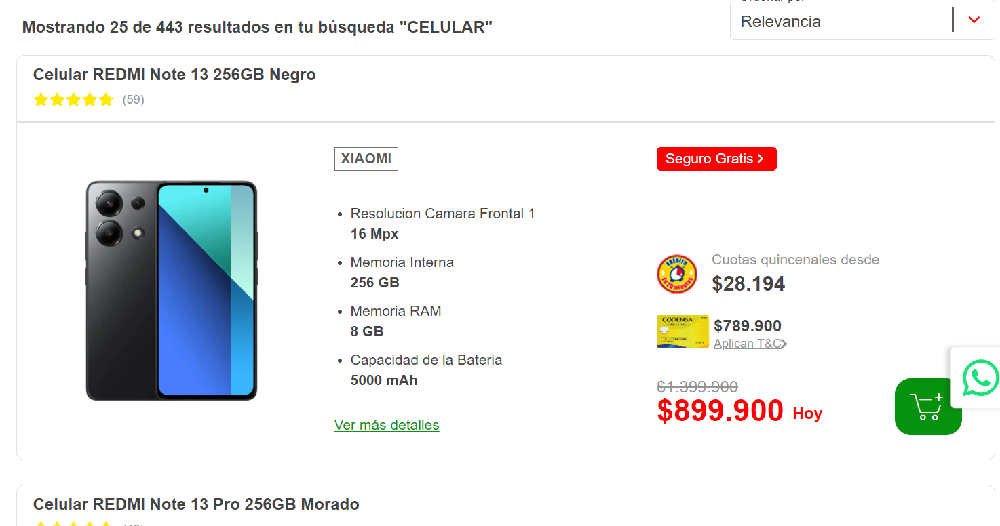 Mostrando 25 de 443 resultados en tu búsqueda "CELULAR"
Ordenar por
Relevancia
Celular REDMI Note 13 256GB Negro
(59)
XIAOMI
Seguro Gratis
Resolucion Camara Frontal 1
16 Mpx
Memoria Interna
256 GB
Memoria RAM
8 GB
Capacidad de la Bateria
5000 mAh
Ver más detalles
Cuotas quincenales desde
$28.194
CODENSA
$789.900
Aplican T&C
$1.399.900
$899.900 Hoy
Celular REDMI Note 13 Pro 256GB Morado